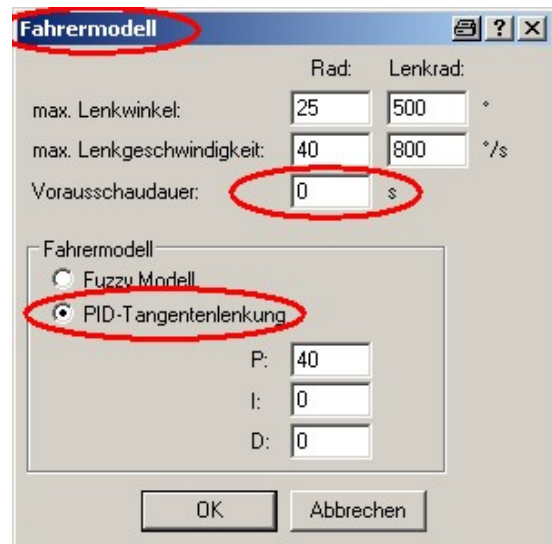 Fahrermodell ?
Rad: Lenkrad:
max. Lenkwinkel: 25 500 °
max. Lenkgeschwindigkeit: 40 800 °/s
Vorausschaudauer: 0 s
Fahrermodell
Fuzzy Modell
PID-Tangentenlenkung
P: 40
I: 0
D: 0
OK Abbrechen